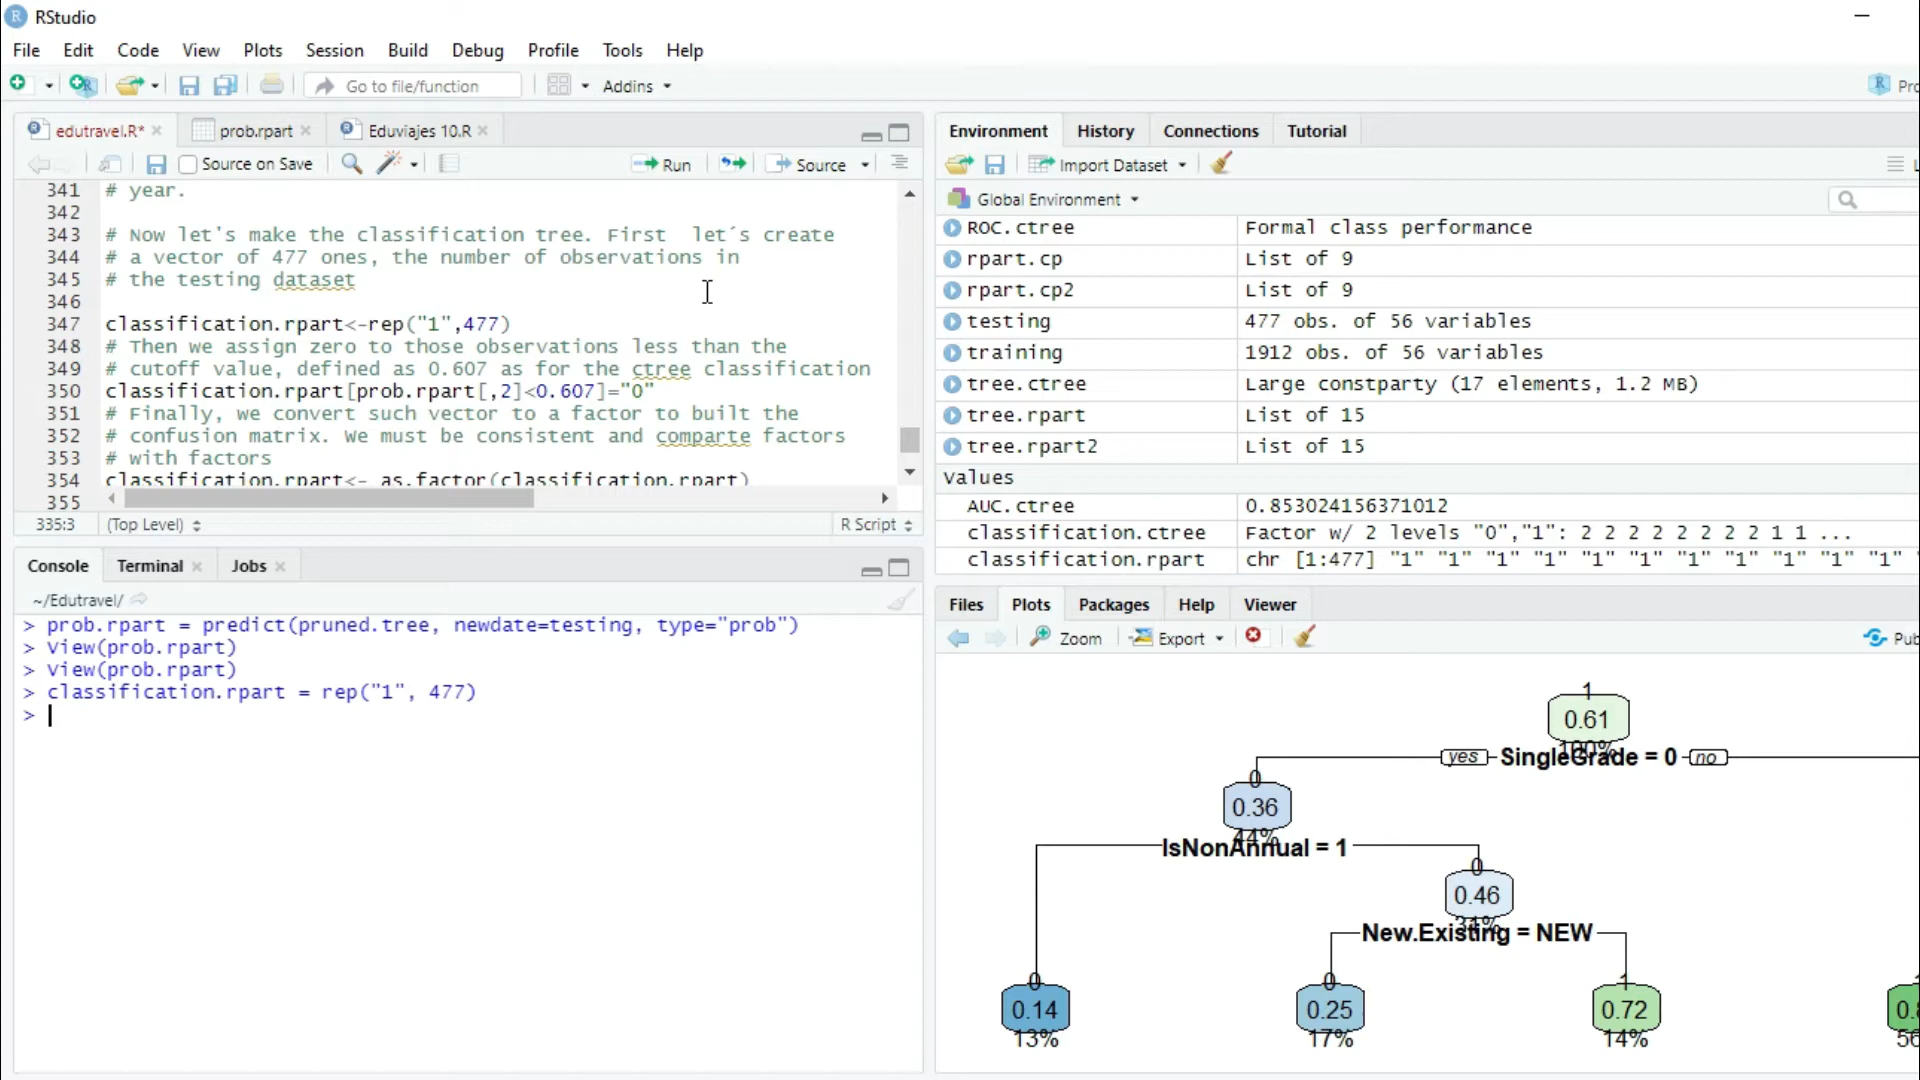 RStudio
File Edit Code View Plots Session Build Debug Profile Tools Help
Go to file/function Addins
edutravel.R* prob.rpart Eduviajes 10.R
Source on Save Run Source
341 # year.
342
343 # Now let's make the classification tree. First  let´s create
344 # a vector of 477 ones, the number of observations in
345 # the testing dataset
346
347 classification.rpart<-rep("1",477)
348 # Then we assign zero to those observations less than the
349 # cutoff value, defined as 0.607 as for the ctree classification
350 classification.rpart[prob.rpart[,2]<0.607]="0"
351 # Finally, we convert such vector to a factor to built the
352 # confusion matrix. We must be consistent and comparte factors
353 # with factors
354 classification.rpart<- as.factor(classification.rpart)
355
335:3 (Top Level) R Script
Console Terminal Jobs
~/Edutravel/
> prob.rpart = predict(pruned.tree, newdate=testing, type="prob")
> View(prob.rpart)
> View(prob.rpart)
> classification.rpart = rep("1", 477)
>
Environment History Connections Tutorial
Import Dataset
Global Environment
ROC.ctree Formal class performance
rpart.cp List of 9
rpart.cp2 List of 9
testing 477 obs. of 56 variables
training 1912 obs. of 56 variables
tree.ctree Large constparty (17 elements, 1.2 MB)
tree.rpart List of 15
tree.rpart2 List of 15
Values
AUC.ctree 0.853024156371012
classification.ctree Factor w/ 2 levels "0","1": 2 2 2 2 2 2 2 2 1 1 ...
classification.rpart chr [1:477] "1" "1" "1" "1" "1" "1" "1" "1" "1" "1" "1"
Files Plots Packages Help Viewer
Zoom Export
1
0.61
100%
yes SingleGrade = 0 no
0
0.36
44%
IsNonAnnual = 1
0
0.46
31%
New.Existing = NEW
0 0 1
0.14 0.25 0.72
13% 17% 14% 56